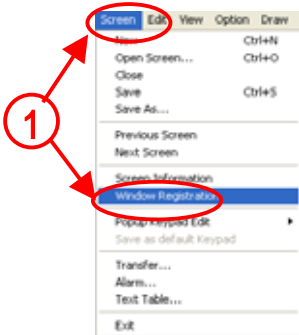 Screen Edit View Option Draw
New Ctrl+N
Open Screen... Ctrl+O
Close
Save Ctrl+S
Save As...
Previous Screen
Next Screen
Screen Information
Window Registration
Popup Keypad Edit
Save as default Keypad
Transfer...
Alarm...
Text Table...
Exit
1